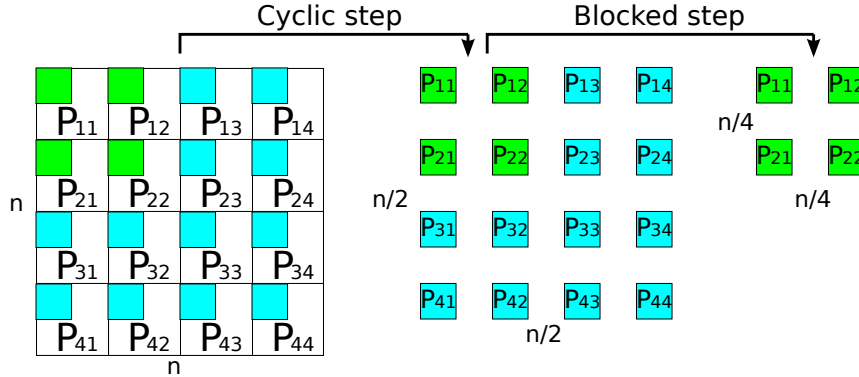 Cyclic step Blocked step
P11 P12 P13 P14 P11 P12 P13 P14 P11 P12
n/4
P21 P22 P23 P24 P21 P22 P23 P24 P21 P22
n n/2 n/4
P31 P32 P33 P34 P31 P32 P33 P34
P41 P42 P43 P44 P41 P42 P43 P44
n/2
n